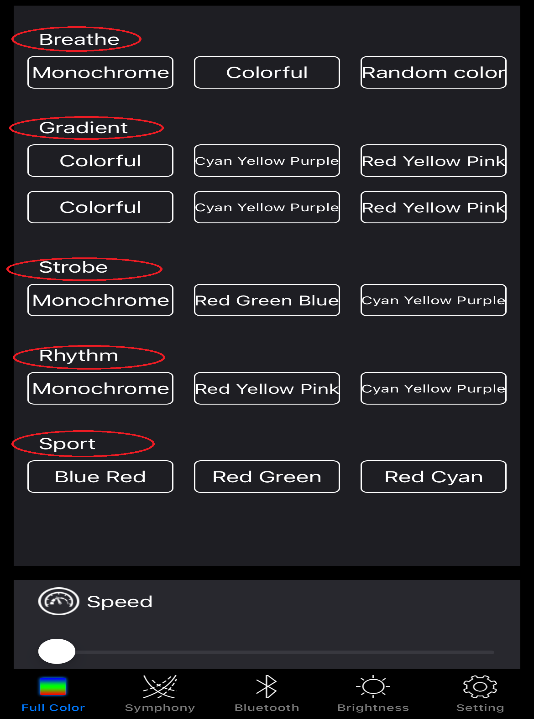 Breathe
Monochrome Colorful Random color
Gradient
Colorful Cyan Yellow Purple Red Yellow Pink
Colorful Cyan Yellow Purple Red Yellow Pink
Strobe
Monochrome Red Green Blue Cyan Yellow Purple
Rhythm
Monochrome Red Yellow Pink Cyan Yellow Purple
Sport
Blue Red Red Green Red Cyan
Speed
Full Color Symphony Bluetooth Brightness Setting